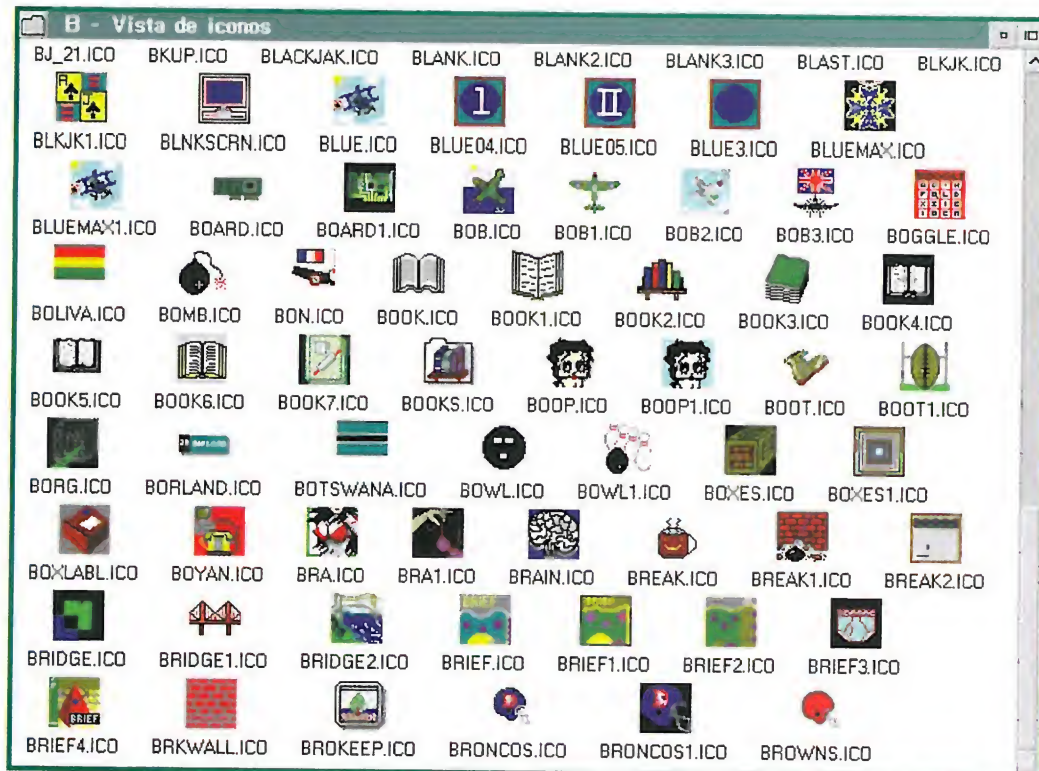 B - Vista de iconos
BJ_21.ICO BKUP.ICO BLACKJAK.ICO BLANK.ICO BLANK2.ICO BLANK3.ICO BLAST.ICO BLKJK.ICO
BLKJK1.ICO BLNKSCRN.ICO BLUE.ICO BLUE04.ICO BLUE05.ICO BLUE3.ICO BLUEMAX.ICO
BLUEMAX1.ICO BOARD.ICO BOARD1.ICO BOB.ICO BOB1.ICO BOB2.ICO BOB3.ICO BOGGLE.ICO
BOLIVA.ICO BOMB.ICO BON.ICO BOOK.ICO BOOK1.ICO BOOK2.ICO BOOK3.ICO BOOK4.ICO
BOOK5.ICO BOOK6.ICO BOOK7.ICO BOOKS.ICO BOOP.ICO BOOP1.ICO BOOT.ICO BOOT1.ICO
BORG.ICO BORLAND.ICO BOTSWANA.ICO BOWL.ICO BOWL1.ICO BOXES.ICO BOXES1.ICO
BOXLABL.ICO BOYAN.ICO BRA.ICO BRA1.ICO BRAIN.ICO BREAK.ICO BREAK1.ICO BREAK2.ICO
BRIEF BRIEF
BRIDGE.ICO BRIDGE1.ICO BRIDGE2.ICO BRIEF.ICO BRIEF1.ICO BRIEF2.ICO BRIEF3.ICO
BRIEF
BRIEF4.ICO BRKWALL.ICO BROKEEP.ICO BRONCOS.ICO BRONCOS1.ICO BROWNS.ICO